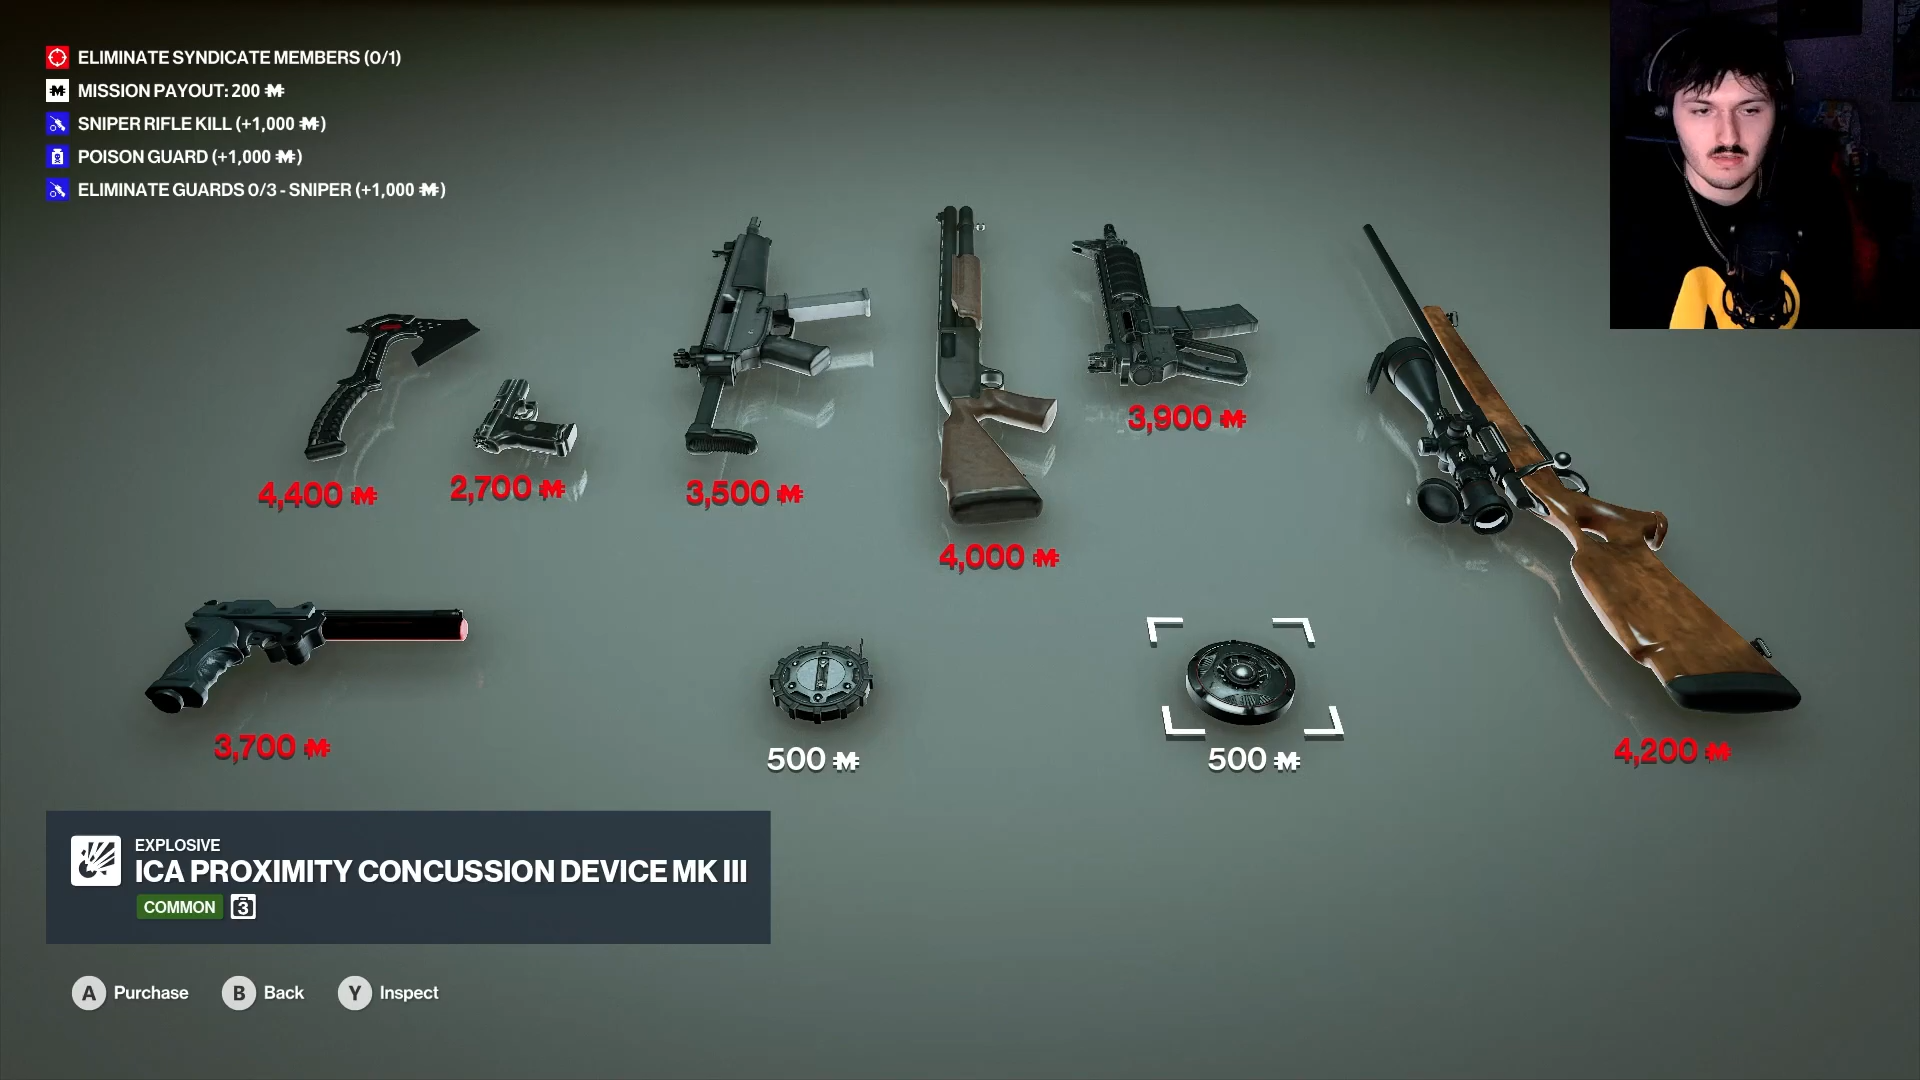 ELIMINATE SYNDICATE MEMBERS (0/1)
MISSION PAYOUT: 200
SNIPER RIFLE KILL (+1,000 )
POISON GUARD (+1,000 )
ELIMINATE GUARDS 0/3 - SNIPER (+1,000 )
3,900
4,400
2,700
3,500
4,000
3,700
500
500
4,200
EXPLOSIVE
ICA PROXIMITY CONCUSSION DEVICE MK III
COMMON 3
A Purchase B Back Y Inspect